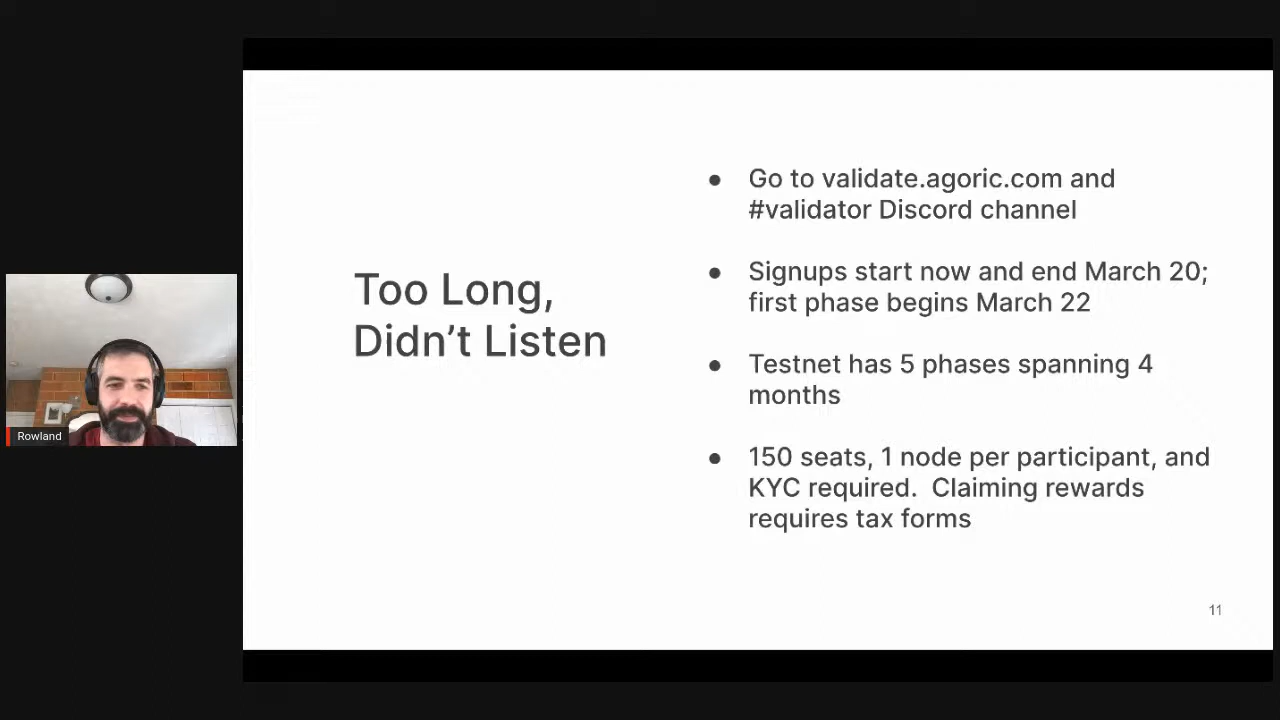 Too Long,
Didn't Listen
● Go to validate.agoric.com and
#validator Discord channel
● Signups start now and end March 20;
first phase begins March 22
● Testnet has 5 phases spanning 4
months
● 150 seats, 1 node per participant, and
KYC required.  Claiming rewards
requires tax forms
11
Rowland